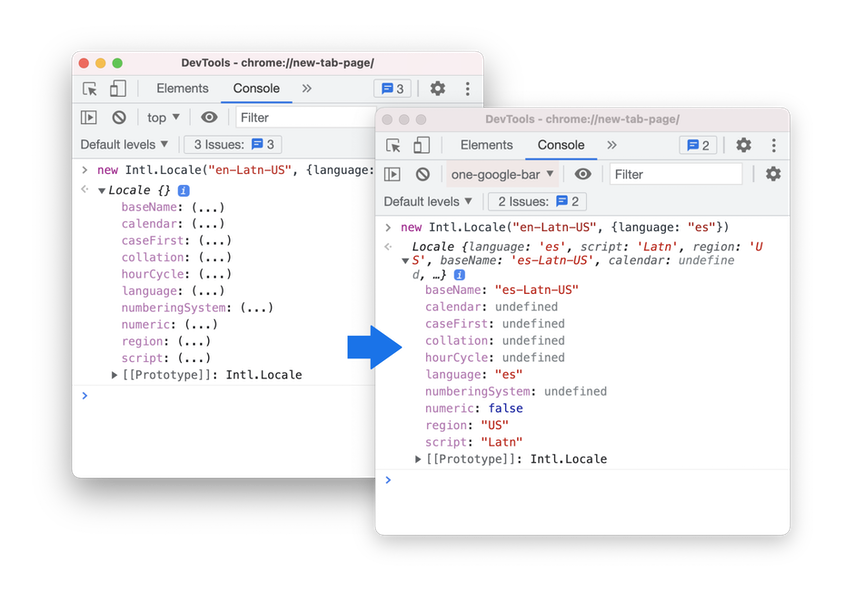 DevTools - chrome://new-tab-page/
Elements Console » 3
top ▼ Filter
Default levels ▼ 3 Issues: 3
> new Intl.Locale("en-Latn-US", {language:
▼ Locale {} i
baseName: (...)
calendar: (...)
caseFirst: (...)
collation: (...)
hourCycle: (...)
language: (...)
numberingSystem: (...)
numeric: (...)
region: (...)
script: (...)
▶ [[Prototype]]: Intl.Locale
>
DevTools - chrome://new-tab-page/
Elements Console » 2
one-google-bar ▼ Filter
Default levels ▼ 2 Issues: 2
> new Intl.Locale("en-Latn-US", {language: "es"})
Locale {language: 'es', script: 'Latn', region: 'U
▼ S', baseName: 'es-Latn-US', calendar: undefine
d, …} i
baseName: "es-Latn-US"
calendar: undefined
caseFirst: undefined
collation: undefined
hourCycle: undefined
language: "es"
numberingSystem: undefined
numeric: false
region: "US"
script: "Latn"
▶ [[Prototype]]: Intl.Locale
>